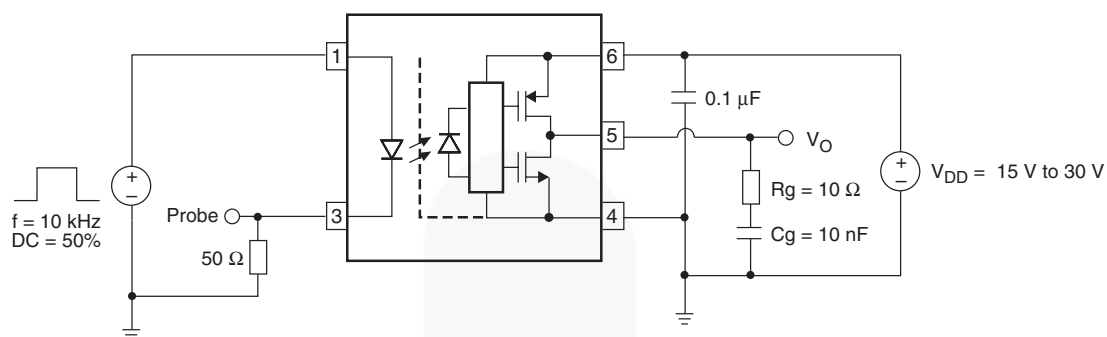 1
6
+
−
f = 10 kHz
DC = 50%
Probe
3
50 Ω
0.1 μF
5
V_O
Rg = 10 Ω
Cg = 10 nF
4
+
−
V_DD = 15 V to 30 V